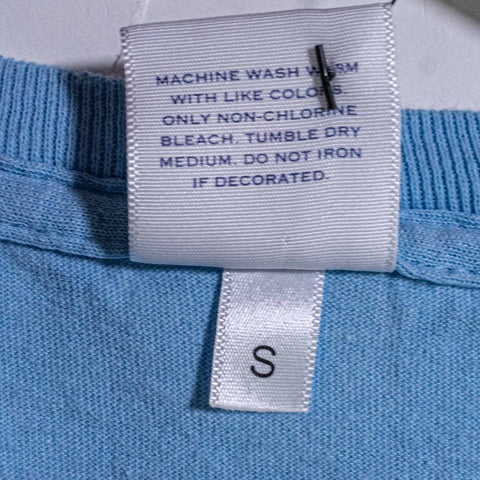 MACHINE WASH WARM
WITH LIKE COLORS.
ONLY NON-CHLORINE
BLEACH. TUMBLE DRY
MEDIUM. DO NOT IRON
IF DECORATED.
S